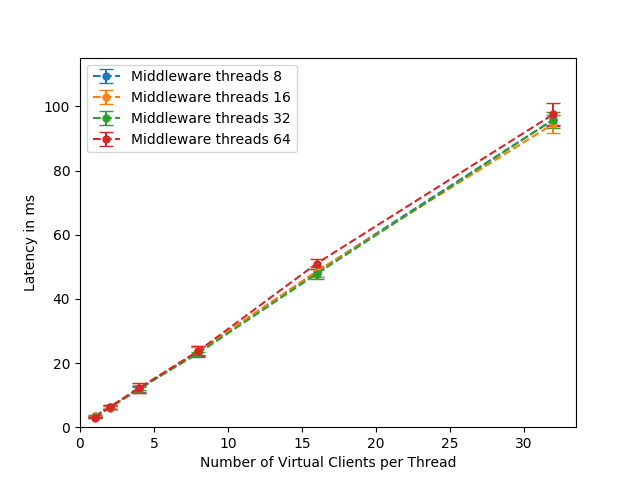 Middleware threads 8
Middleware threads 16
Middleware threads 32
Middleware threads 64
Latency in ms
100
80
60
40
20
0
0 5 10 15 20 25 30
Number of Virtual Clients per Thread